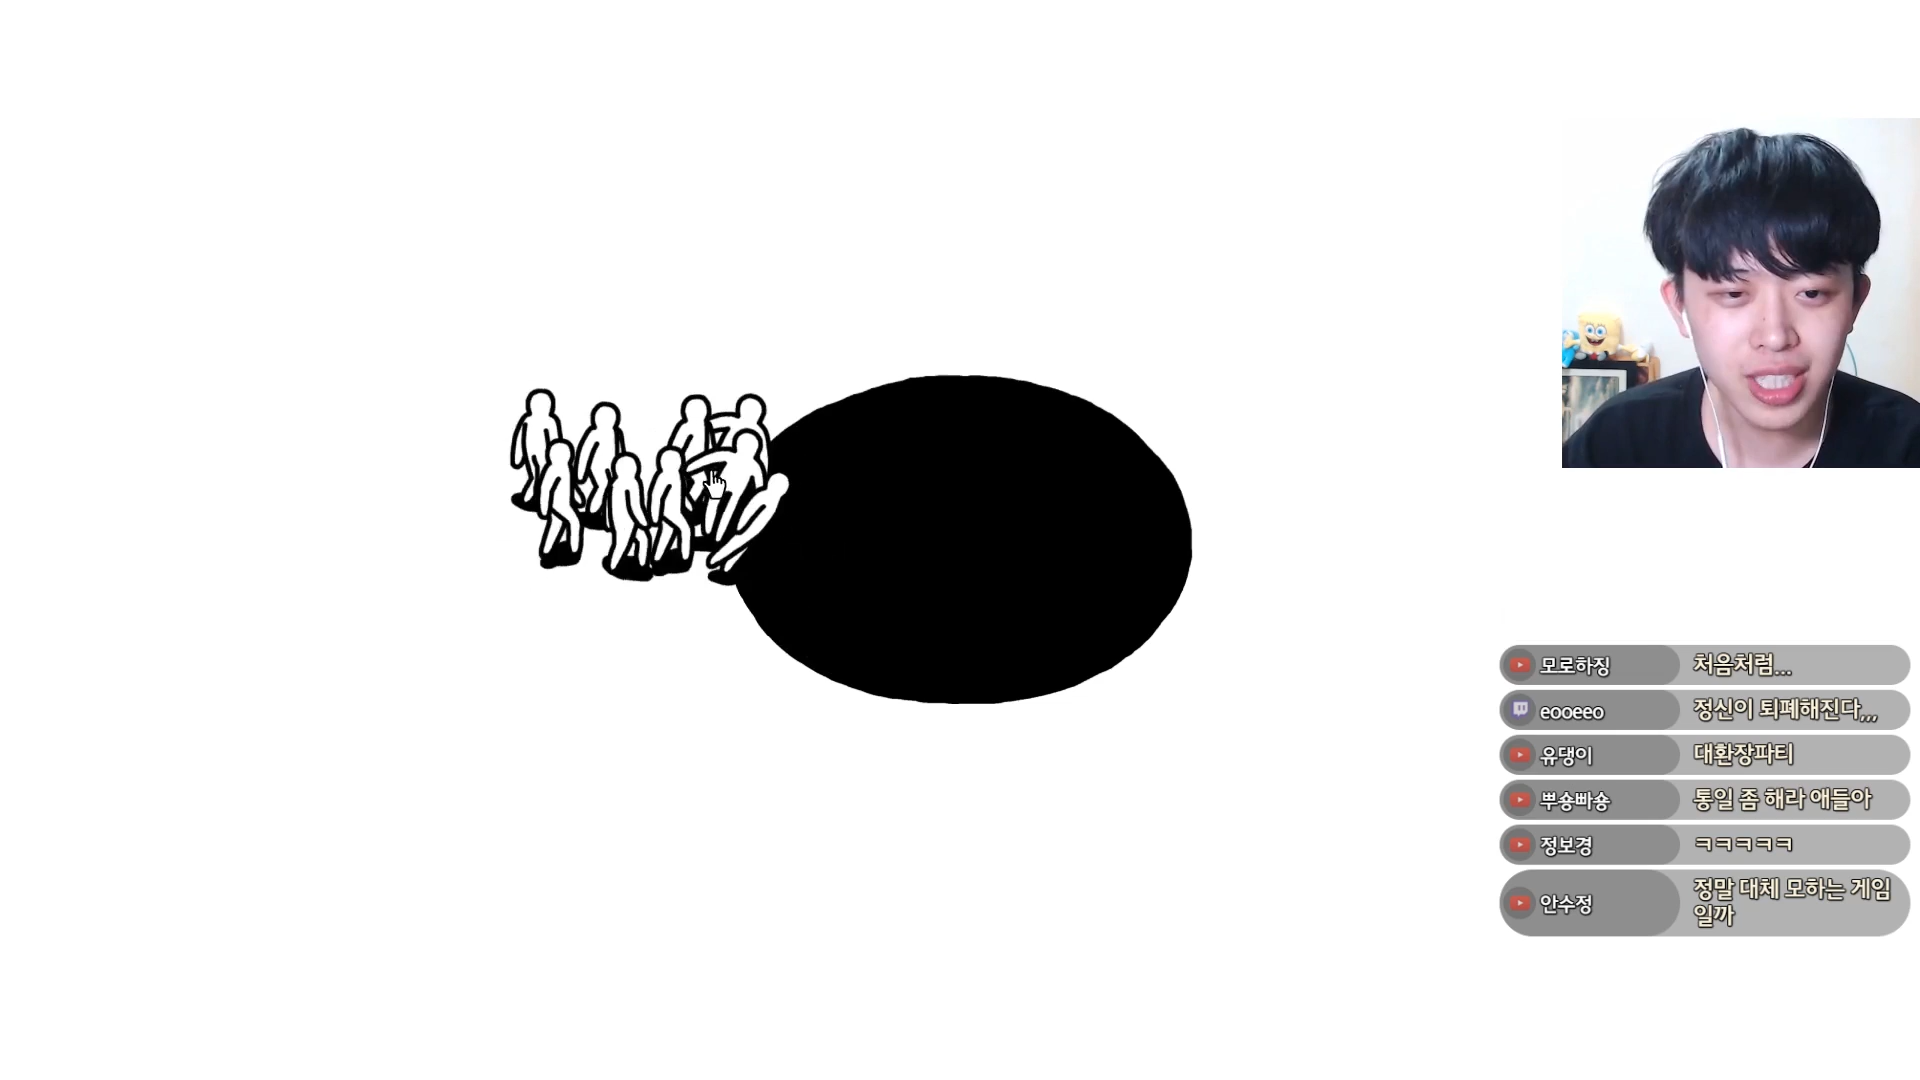 모로하징 처음처럼...
eooeeo 정신이 퇴폐해진다,,,
유댕이 대환장파티
뿌숑빠숑 통일 좀 해라 애들아
정보경 ㅋㅋㅋㅋㅋ
안수정 정말 대체 모하는 게임
일까